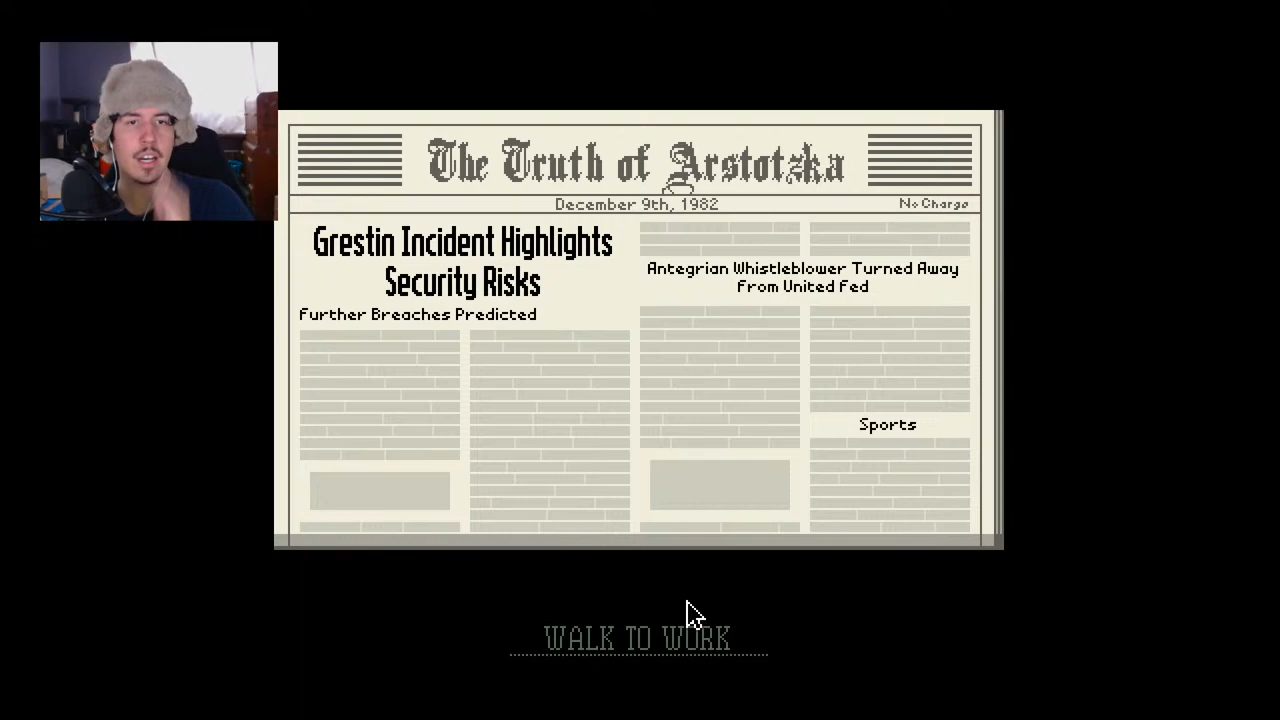 The Truth of Arstotzka
December 9th, 1982
No Charge
Grestin Incident Highlights
Security Risks
Further Breaches Predicted
Antegrian Whistleblower Turned Away
From United Fed
Sports
WALK TO WORK